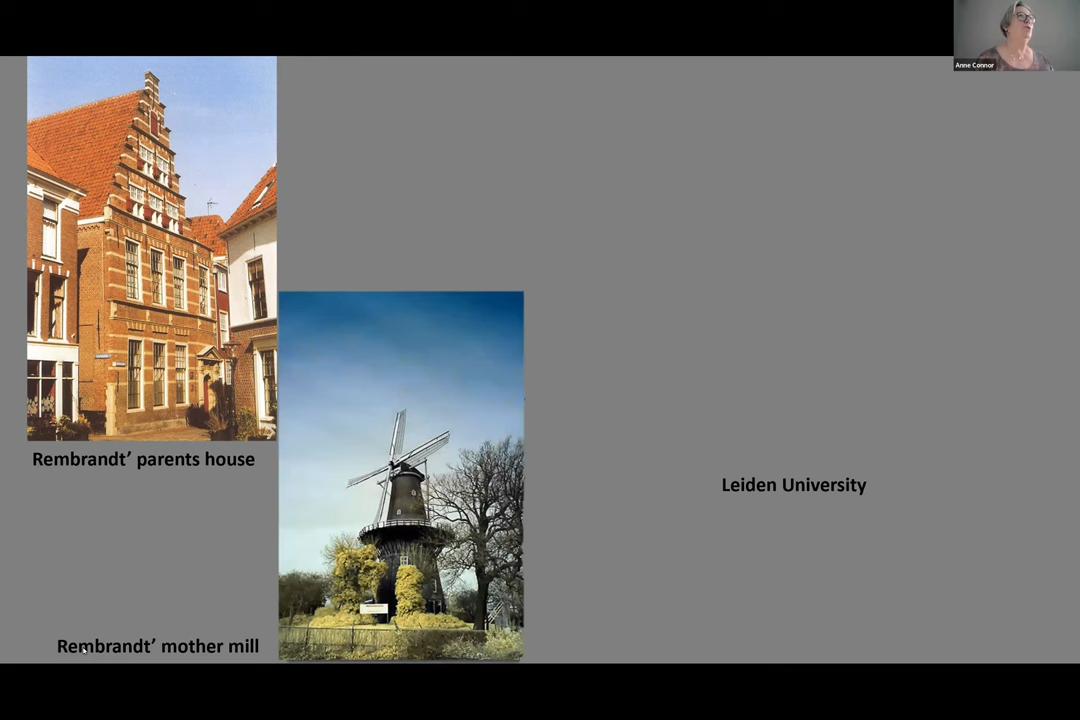 Anne Connor
Rembrandt’ parents house
Leiden University
Rembrandt’ mother mill